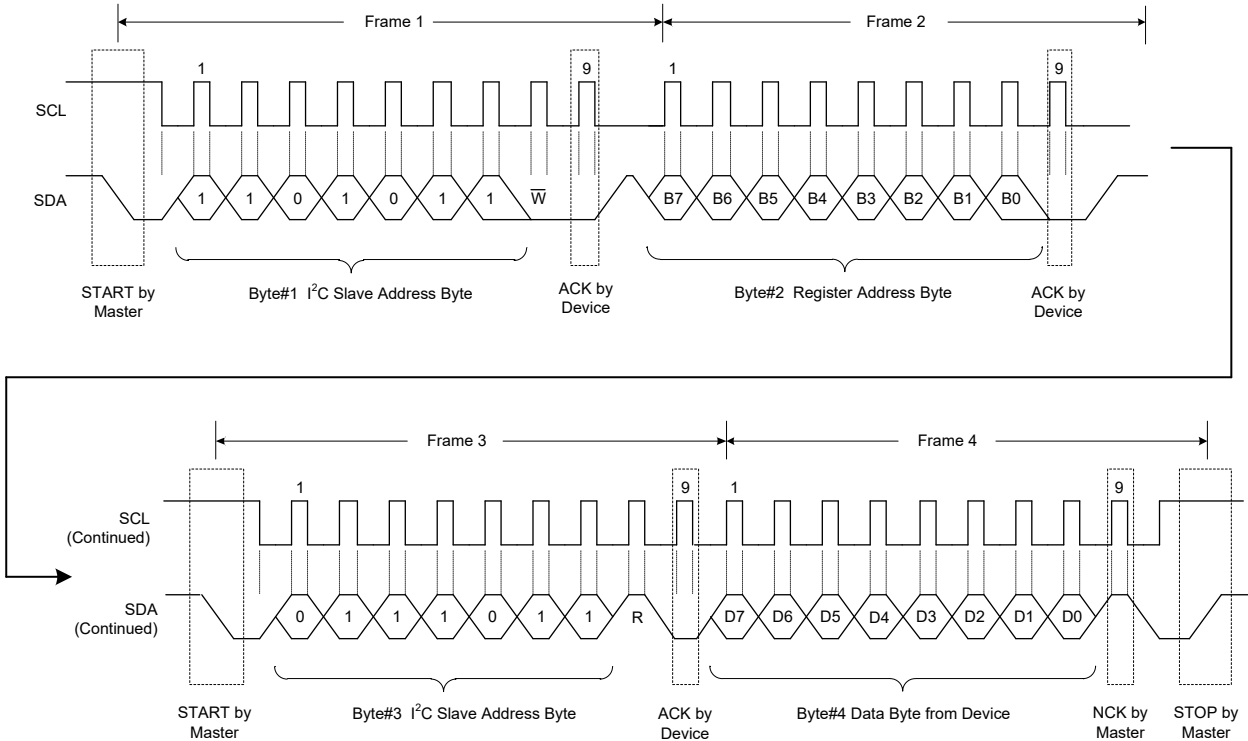 Frame 1 Frame 2
1 9 1 9
SCL
SDA 1 1 0 1 0 1 1 W̅ B7 B6 B5 B4 B3 B2 B1 B0
START by
Master
Byte#1 I²C Slave Address Byte
ACK by
Device
Byte#2 Register Address Byte
ACK by
Device
Frame 3 Frame 4
1 9 1 9
SCL
(Continued)
SDA
(Continued)
0 1 1 1 0 1 1 R D7 D6 D5 D4 D3 D2 D1 D0
START by
Master
Byte#3 I²C Slave Address Byte
ACK by
Device
Byte#4 Data Byte from Device
NCK by
Master
STOP by
Master